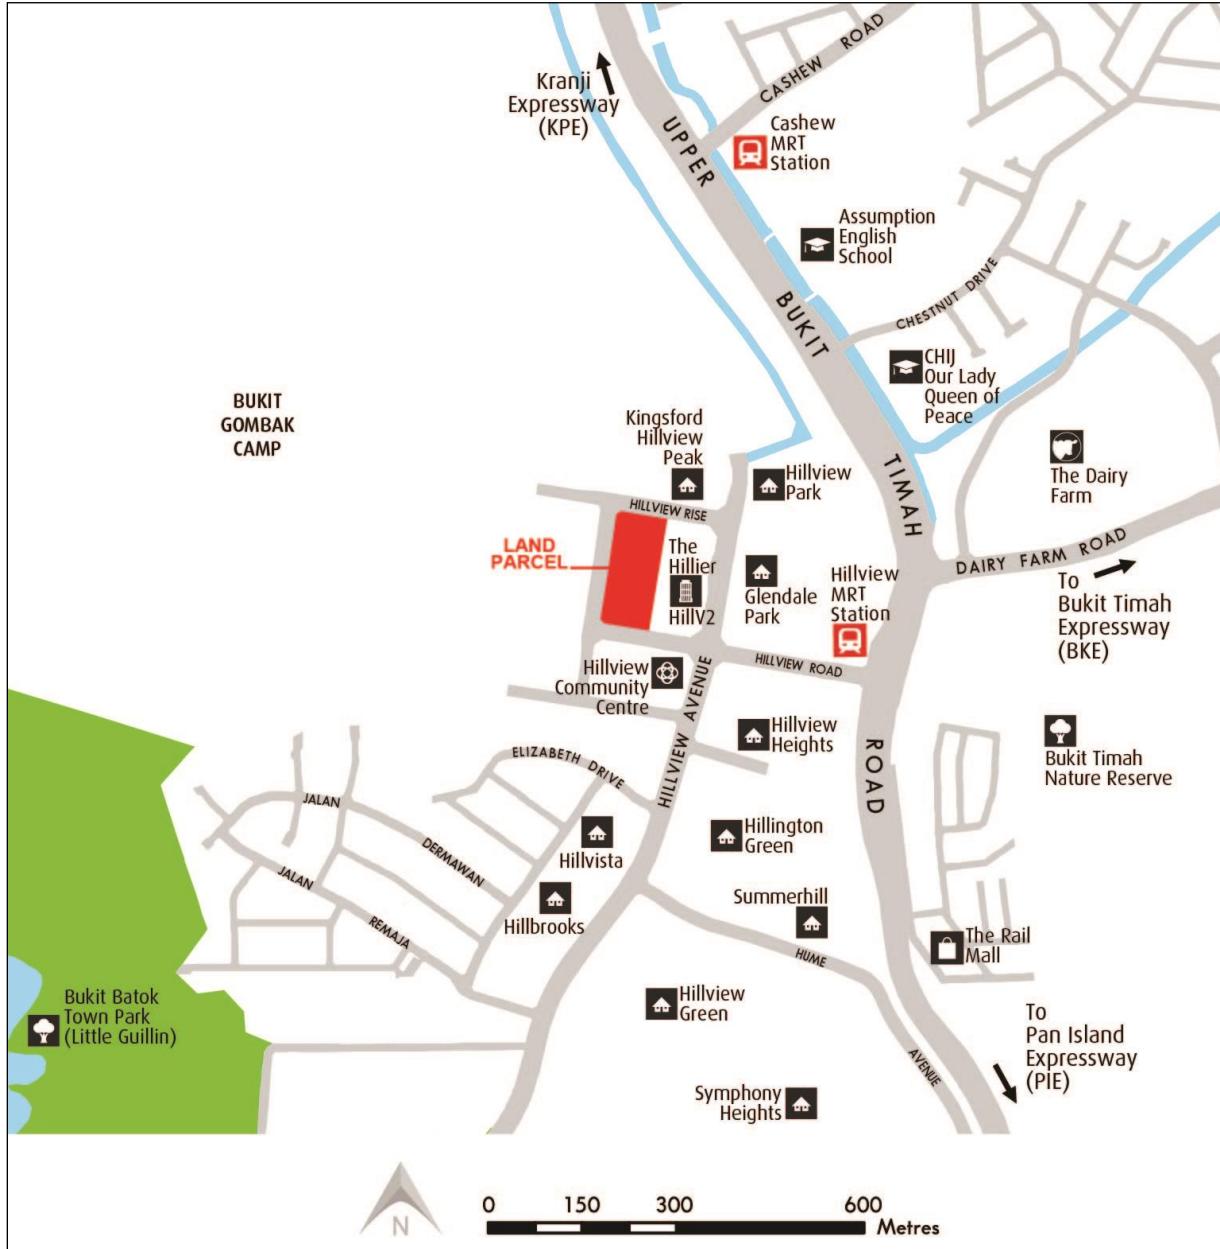 CASHEW ROAD
Kranji
Expressway
(KPE)
Cashew
MRT
Station
UPPER BUKIT TIMAH ROAD
Assumption
English
School
CHESTNUT DRIVE
CHIJ
Our Lady
Queen of
Peace
BUKIT
GOMBAK
CAMP
Kingsford
Hillview
Peak
Hillview
Park
The Dairy
Farm
HILLVIEW RISE
LAND
PARCEL
The
Hillier
HillV2
Glendale
Park
Hillview
MRT
Station
DAIRY FARM ROAD
To
Bukit Timah
Expressway
(BKE)
Hillview
Community
Centre
HILLVIEW ROAD
HILLVIEW AVENUE
Hillview
Heights
Bukit Timah
Nature Reserve
ELIZABETH DRIVE
JALAN DERMAWAN
Hillvista
Hillington
Green
JALAN REMAJA
Hillbrooks
Summerhill
HUME AVENUE
The Rail
Mall
Bukit Batok
Town Park
(Little Guillin)
Hillview
Green
To
Pan Island
Expressway
(PIE)
Symphony
Heights
N
0 150 300 600
Metres